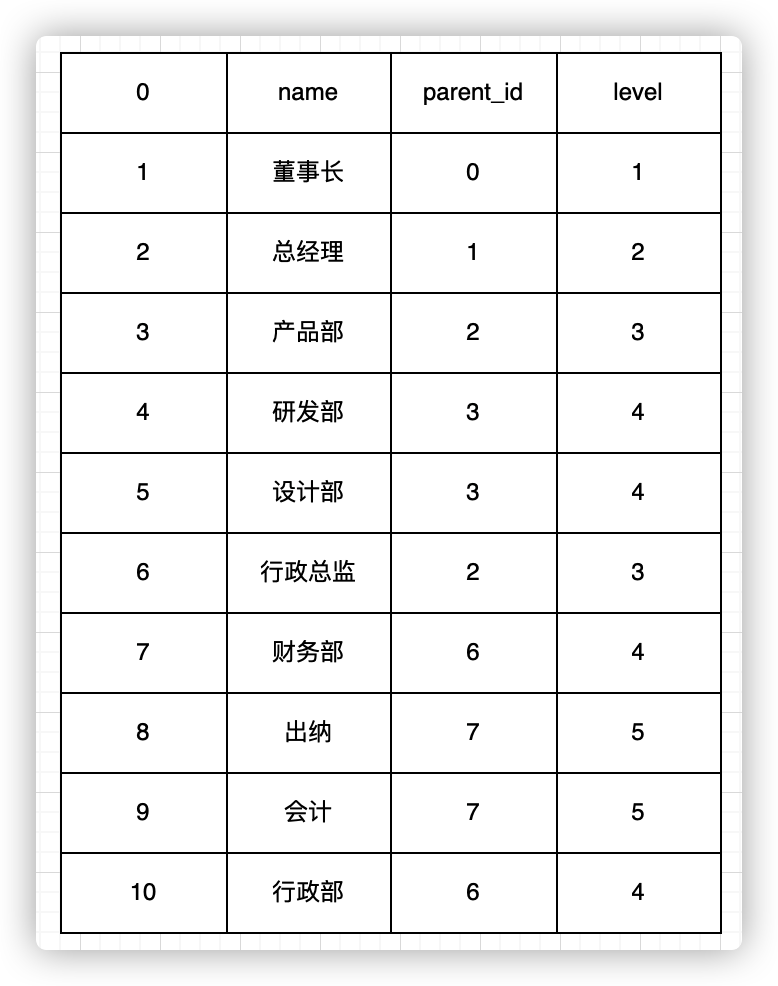 0 name parent_id level
1 董事长 0 1
2 总经理 1 2
3 产品部 2 3
4 研发部 3 4
5 设计部 3 4
6 行政总监 2 3
7 财务部 6 4
8 出纳 7 5
9 会计 7 5
10 行政部 6 4